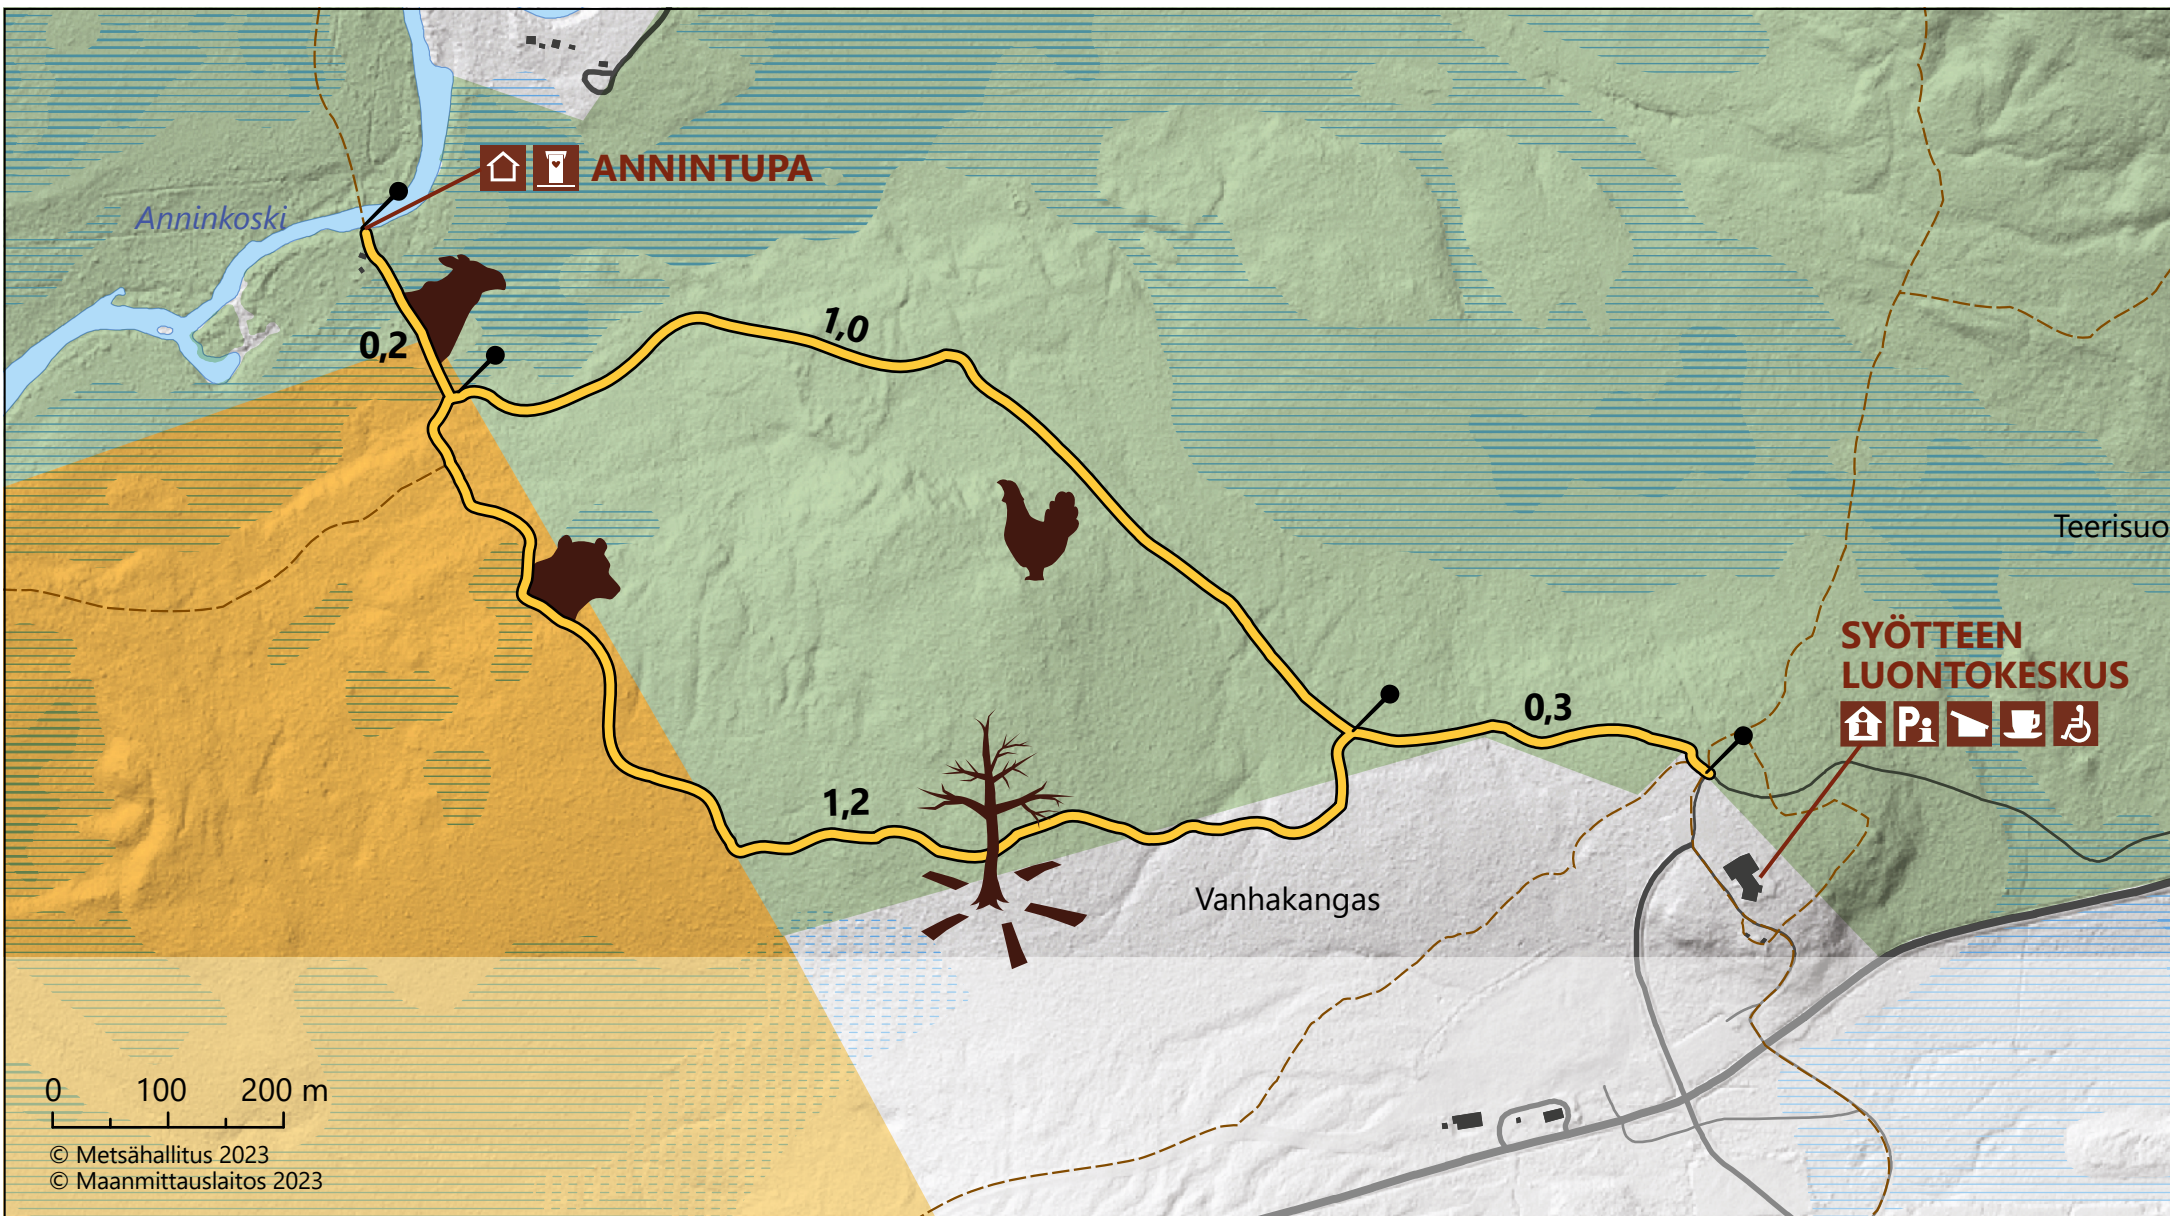 ANNINTUPA
Anninkoski
0,2
1,0
Teerisuo
SYÖTTEEN
LUONTOKESKUS
P i
0,3
1,2
Vanhakangas
0 100 200 m
© Metsähallitus 2023
© Maanmittauslaitos 2023